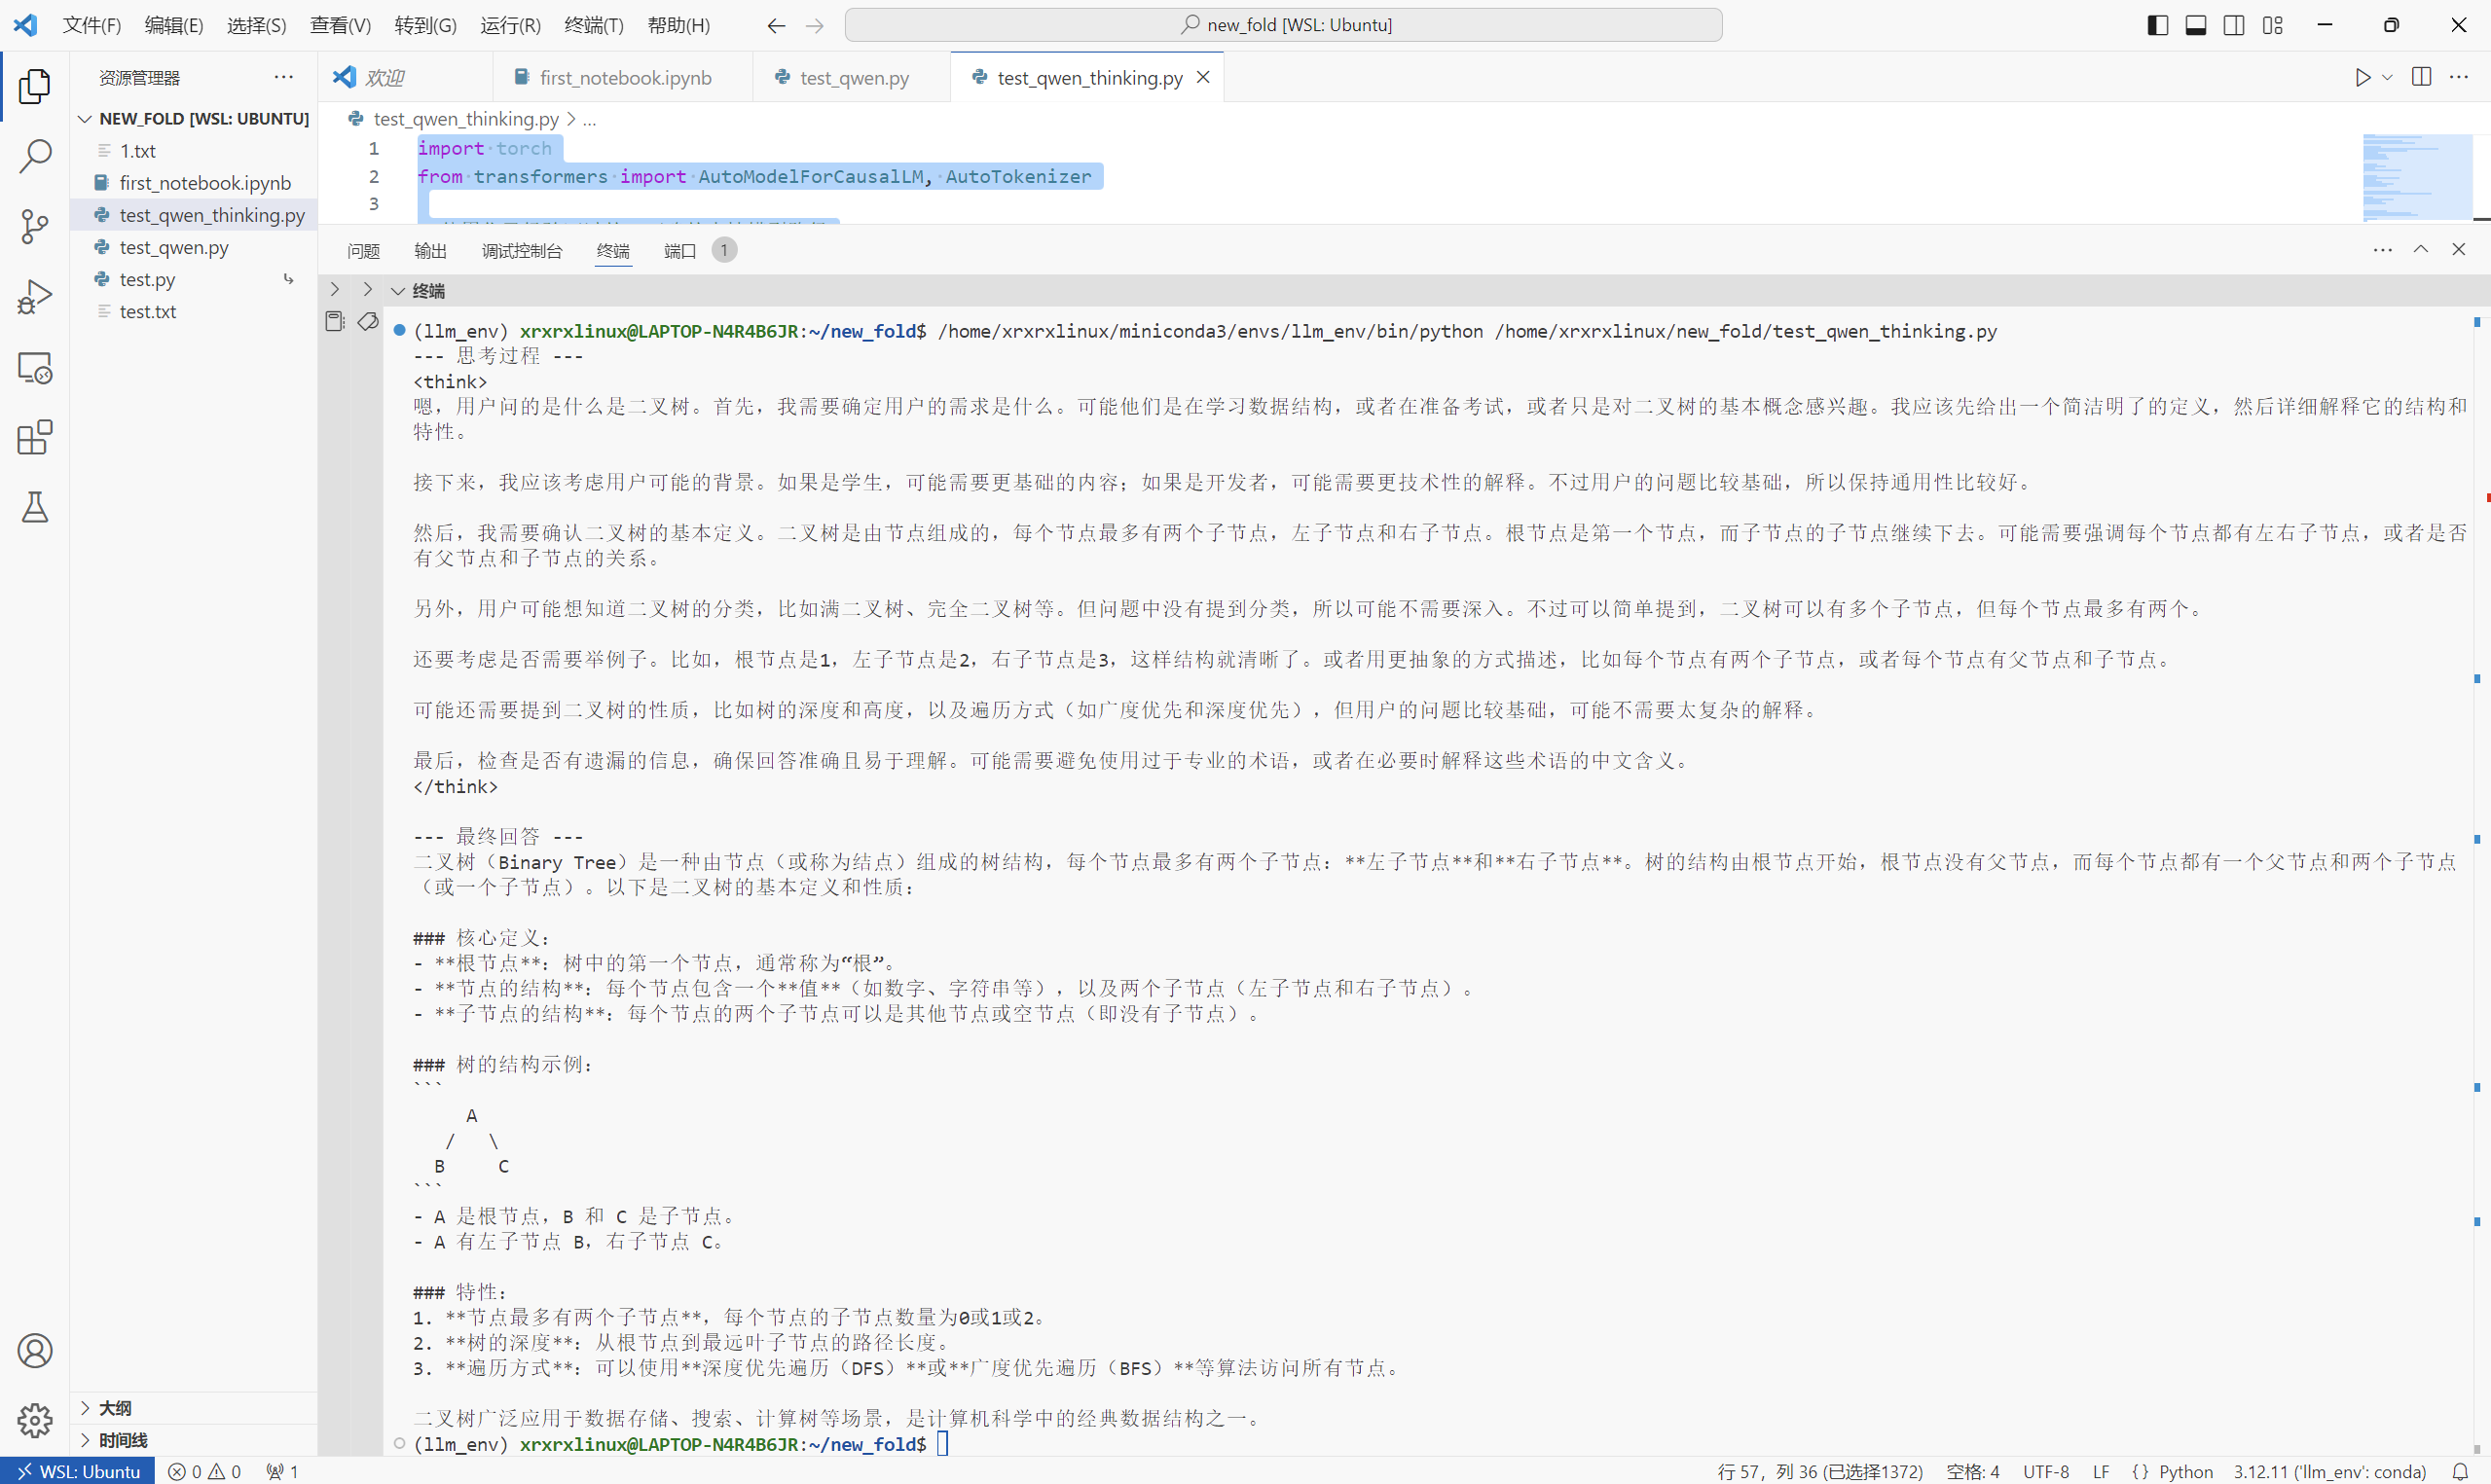 文件(F) 编辑(E) 选择(S) 查看(V) 转到(G) 运行(R) 终端(T) 帮助(H) new_fold [WSL: Ubuntu]
资源管理器
欢迎 first_notebook.ipynb test_qwen.py test_qwen_thinking.py
NEW_FOLD [WSL: UBUNTU]
1.txt
first_notebook.ipynb
test_qwen_thinking.py
test_qwen.py
test.py
test.txt
大纲
时间线
test_qwen_thinking.py > ...
1 import torch
2 from transformers import AutoModelForCausalLM, AutoTokenizer
3
问题 输出 调试控制台 终端 端口 1
终端
(llm_env) xrxrxlinux@LAPTOP-N4R4B6JR:~/new_fold$ /home/xrxrxlinux/miniconda3/envs/llm_env/bin/python /home/xrxrxlinux/new_fold/test_qwen_thinking.py
--- 思考过程 ---
<think>
嗯，用户问的是什么是二叉树。首先，我需要确定用户的需求是什么。可能他们是在学习数据结构，或者在准备考试，或者只是对二叉树的基本概念感兴趣。我应该先给出一个简洁明了的定义，然后详细解释它的结构和
特性。
接下来，我应该考虑用户可能的背景。如果是学生，可能需要更基础的内容；如果是开发者，可能需要更技术性的解释。不过用户的问题比较基础，所以保持通用性比较好。
然后，我需要确认二叉树的基本定义。二叉树是由节点组成的，每个节点最多有两个子节点，左子节点和右子节点。根节点是第一个节点，而子节点的子节点继续下去。可能需要强调每个节点都有左右子节点，或者是否
有父节点和子节点的关系。
另外，用户可能想知道二叉树的分类，比如满二叉树、完全二叉树等。但问题中没有提到分类，所以可能不需要深入。不过可以简单提到，二叉树可以有多个子节点，但每个节点最多有两个。
还要考虑是否需要举例子。比如，根节点是1，左子节点是2，右子节点是3，这样结构就清晰了。或者用更抽象的方式描述，比如每个节点有两个子节点，或者每个节点有父节点和子节点。
可能还需要提到二叉树的性质，比如树的深度和高度，以及遍历方式（如广度优先和深度优先），但用户的问题比较基础，可能不需要太复杂的解释。
最后，检查是否有遗漏的信息，确保回答准确且易于理解。可能需要避免使用过于专业的术语，或者在必要时解释这些术语的中文含义。
</think>
--- 最终回答 ---
二叉树（Binary Tree）是一种由节点（或称为结点）组成的树结构，每个节点最多有两个子节点：**左子节点**和**右子节点**。树的结构由根节点开始，根节点没有父节点，而每个节点都有一个父节点和两个子节点
（或一个子节点）。以下是二叉树的基本定义和性质：
### 核心定义：
- **根节点**：树中的第一个节点，通常称为“根”。
- **节点的结构**：每个节点包含一个**值**（如数字、字符串等），以及两个子节点（左子节点和右子节点）。
- **子节点的结构**：每个节点的两个子节点可以是其他节点或空节点（即没有子节点）。
### 树的结构示例：
```
A
/ \
B C
```
- A 是根节点，B 和 C 是子节点。
- A 有左子节点 B，右子节点 C。
### 特性：
1. **节点最多有两个子节点**，每个节点的子节点数量为0或1或2。
2. **树的深度**：从根节点到最远叶子节点的路径长度。
3. **遍历方式**：可以使用**深度优先遍历（DFS）**或**广度优先遍历（BFS）**等算法访问所有节点。
二叉树广泛应用于数据存储、搜索、计算树等场景，是计算机科学中的经典数据结构之一。
(llm_env) xrxrxlinux@LAPTOP-N4R4B6JR:~/new_fold$
WSL: Ubuntu 0 0 1 行 57，列 36 (已选择1372) 空格: 4 UTF-8 LF {} Python 3.12.11 ('llm_env': conda)